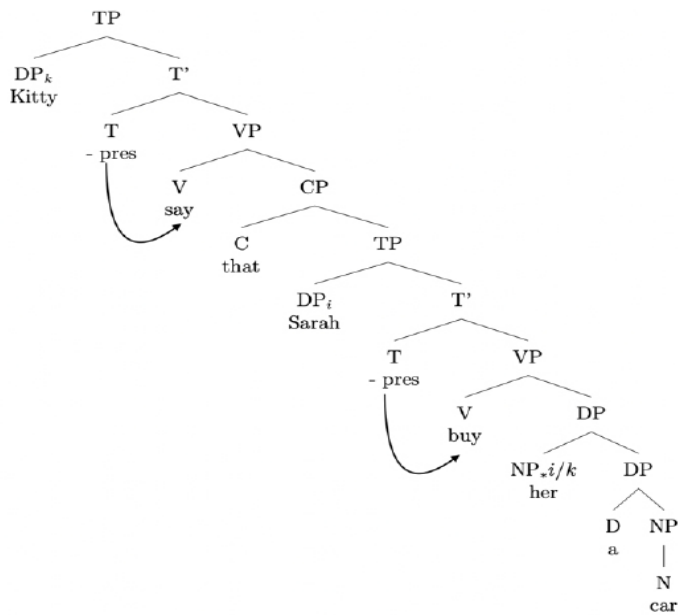 TP
DPk T'
Kitty
T VP
- pres
V CP
say
C TP
that
DPi T'
Sarah
T VP
- pres
V DP
buy
NP*i/k DP
her
D NP
a
N
car